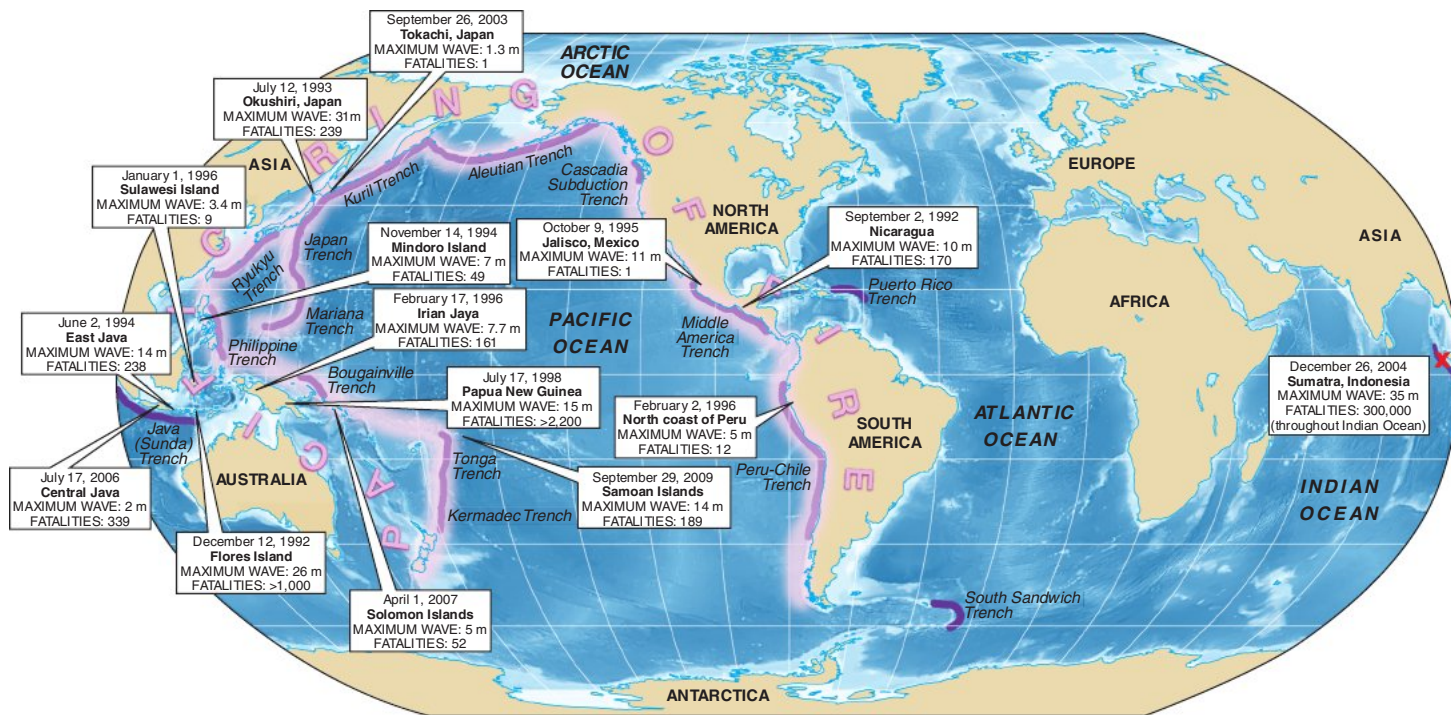 September 26, 2003
Tokachi, Japan
MAXIMUM WAVE: 1.3 m
FATALITIES: 1
ARCTIC
OCEAN
July 12, 1993
Okushiri, Japan
MAXIMUM WAVE: 31m
FATALITIES: 239
PACIFIC RING OF FIRE
ASIA
Kuril Trench
Aleutian Trench
Cascadia
Subduction
Trench
EUROPE
January 1, 1996
Sulawesi Island
MAXIMUM WAVE: 3.4 m
FATALITIES: 9
NORTH
AMERICA
September 2, 1992
Nicaragua
MAXIMUM WAVE: 10 m
FATALITIES: 170
ASIA
November 14, 1994
Mindoro Island
MAXIMUM WAVE: 7 m
FATALITIES: 49
October 9, 1995
Jalisco, Mexico
MAXIMUM WAVE: 11 m
FATALITIES: 1
Japan
Trench
Ryukyu
Trench
Puerto Rico
Trench
AFRICA
February 17, 1996
Irian Jaya
MAXIMUM WAVE: 7.7 m
FATALITIES: 161
Mariana
Trench
PACIFIC
OCEAN
Middle
America
Trench
June 2, 1994
East Java
MAXIMUM WAVE: 14 m
FATALITIES: 238
Philippine
Trench
Bougainville
Trench
July 17, 1998
Papua New Guinea
MAXIMUM WAVE: 15 m
FATALITIES: >2,200
December 26, 2004
Sumatra, Indonesia
MAXIMUM WAVE: 35 m
FATALITIES: 300,000
(throughout Indian Ocean)
February 2, 1996
North coast of Peru
MAXIMUM WAVE: 5 m
FATALITIES: 12
SOUTH
AMERICA
ATLANTIC
OCEAN
Java
(Sunda)
Trench
AUSTRALIA
Tonga
Trench
Peru-Chile
Trench
July 17, 2006
Central Java
MAXIMUM WAVE: 2 m
FATALITIES: 339
September 29, 2009
Samoan Islands
MAXIMUM WAVE: 14 m
FATALITIES: 189
INDIAN
OCEAN
Kermadec Trench
December 12, 1992
Flores Island
MAXIMUM WAVE: 26 m
FATALITIES: >1,000
April 1, 2007
Solomon Islands
MAXIMUM WAVE: 5 m
FATALITIES: 52
South Sandwich
Trench
ANTARCTICA